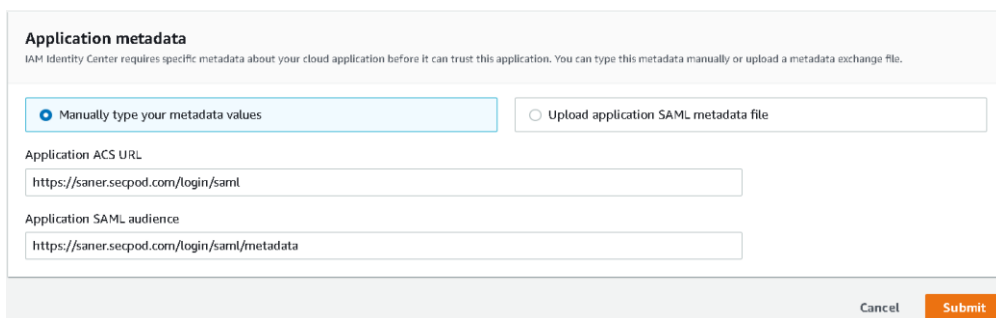 Application metadata
IAM Identity Center requires specific metadata about your cloud application before it can trust this application. You can type this metadata manually or upload a metadata exchange file.
Manually type your metadata values
Upload application SAML metadata file
Application ACS URL
https://saner.secpod.com/login/saml
Application SAML audience
https://saner.secpod.com/login/saml/metadata
Cancel
Submit